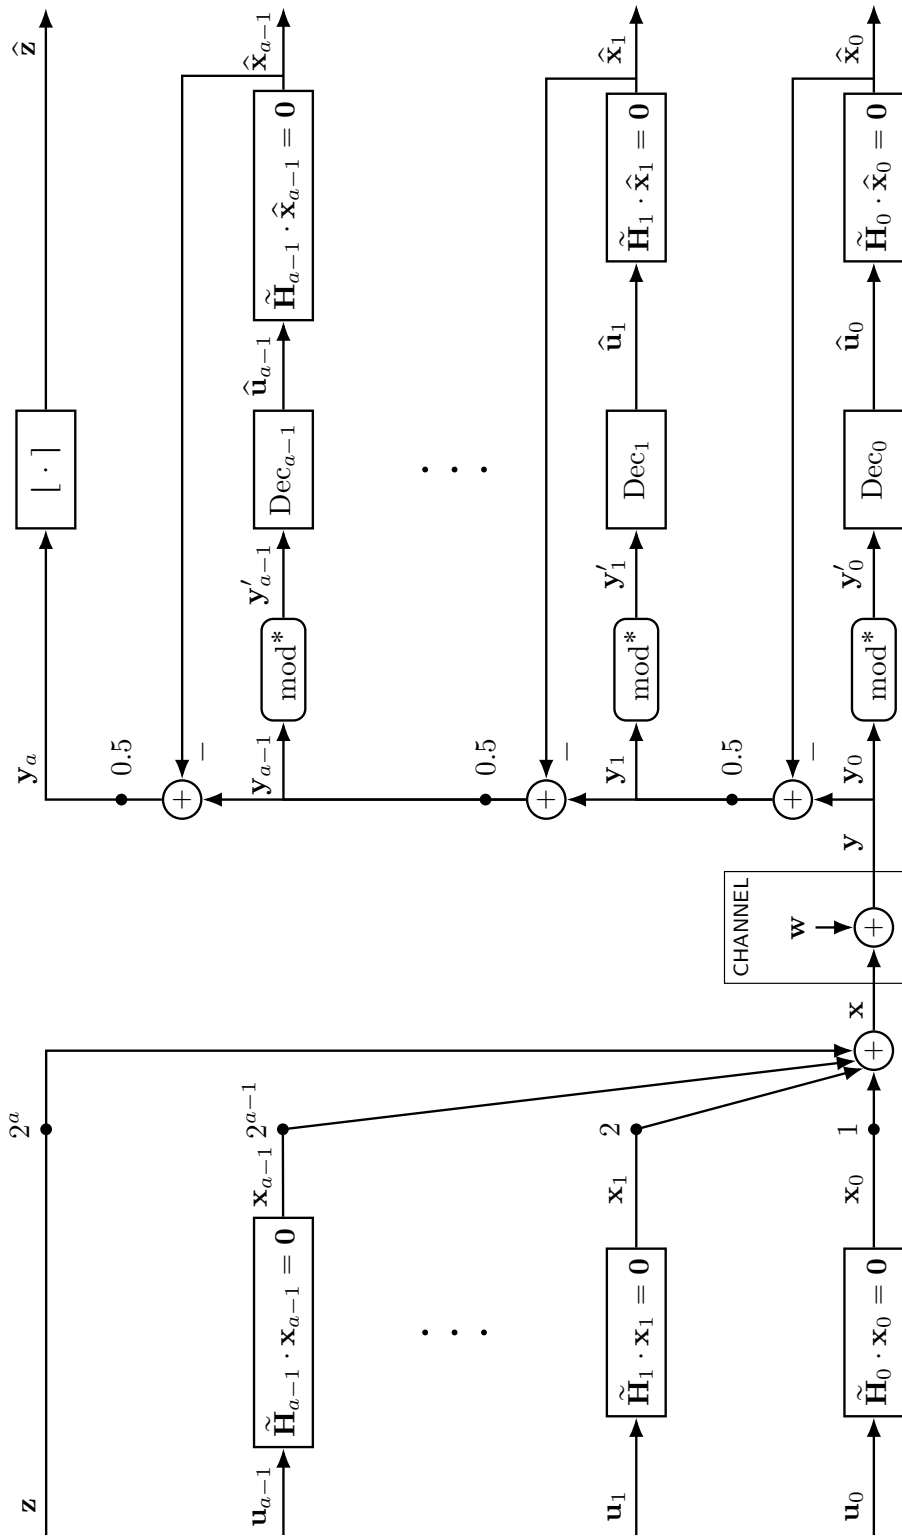 z
2^a
y_a
0.5
⌊ · ⌉
ẑ
u_{a−1}
H̃_{a−1} · x_{a−1} = 0
x_{a−1}
2^{a−1}
−
y_{a−1}
mod*
y′_{a−1}
Dec_{a−1}
û_{a−1}
H̃_{a−1} · x̂_{a−1} = 0
x̂_{a−1}
+
· · ·
0.5
· · ·
+
−
u_1
H̃_1 · x_1 = 0
x_1
2
y_1
mod*
y′_1
Dec_1
û_1
H̃_1 · x̂_1 = 0
x̂_1
0.5
CHANNEL
w
+
−
u_0
H̃_0 · x_0 = 0
x_0
1
+
x
+
y
y_0
mod*
y′_0
Dec_0
û_0
H̃_0 · x̂_0 = 0
x̂_0